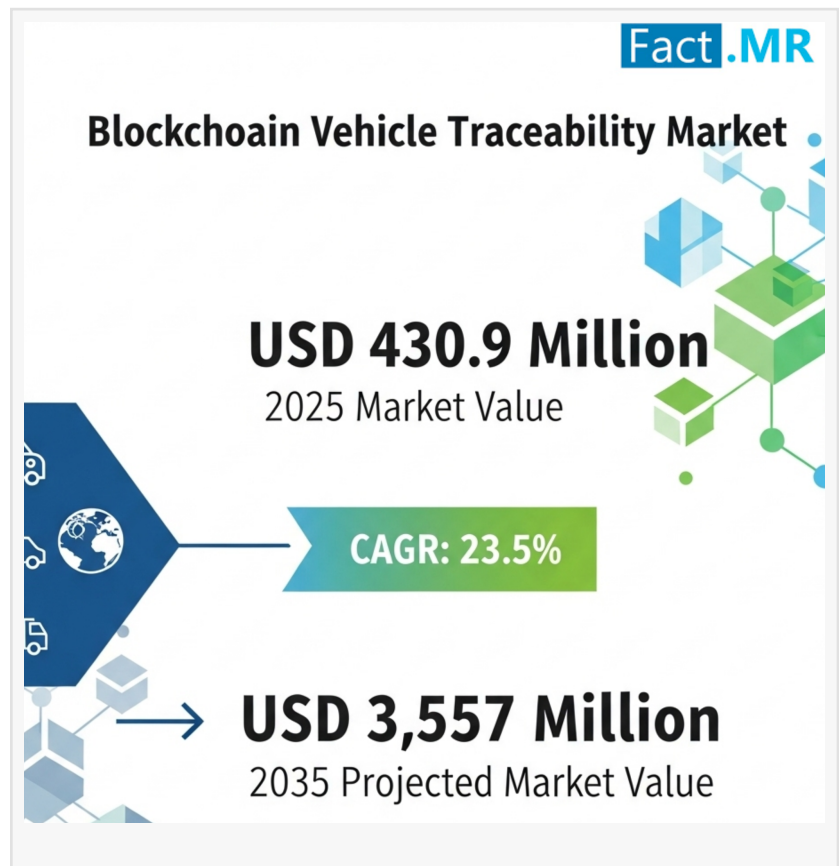 Fact.MR
Blockchoain Vehicle Traceability Market
USD 430.9 Million
2025 Market Value
CAGR: 23.5%
USD 3,557 Million
2035 Projected Market Value